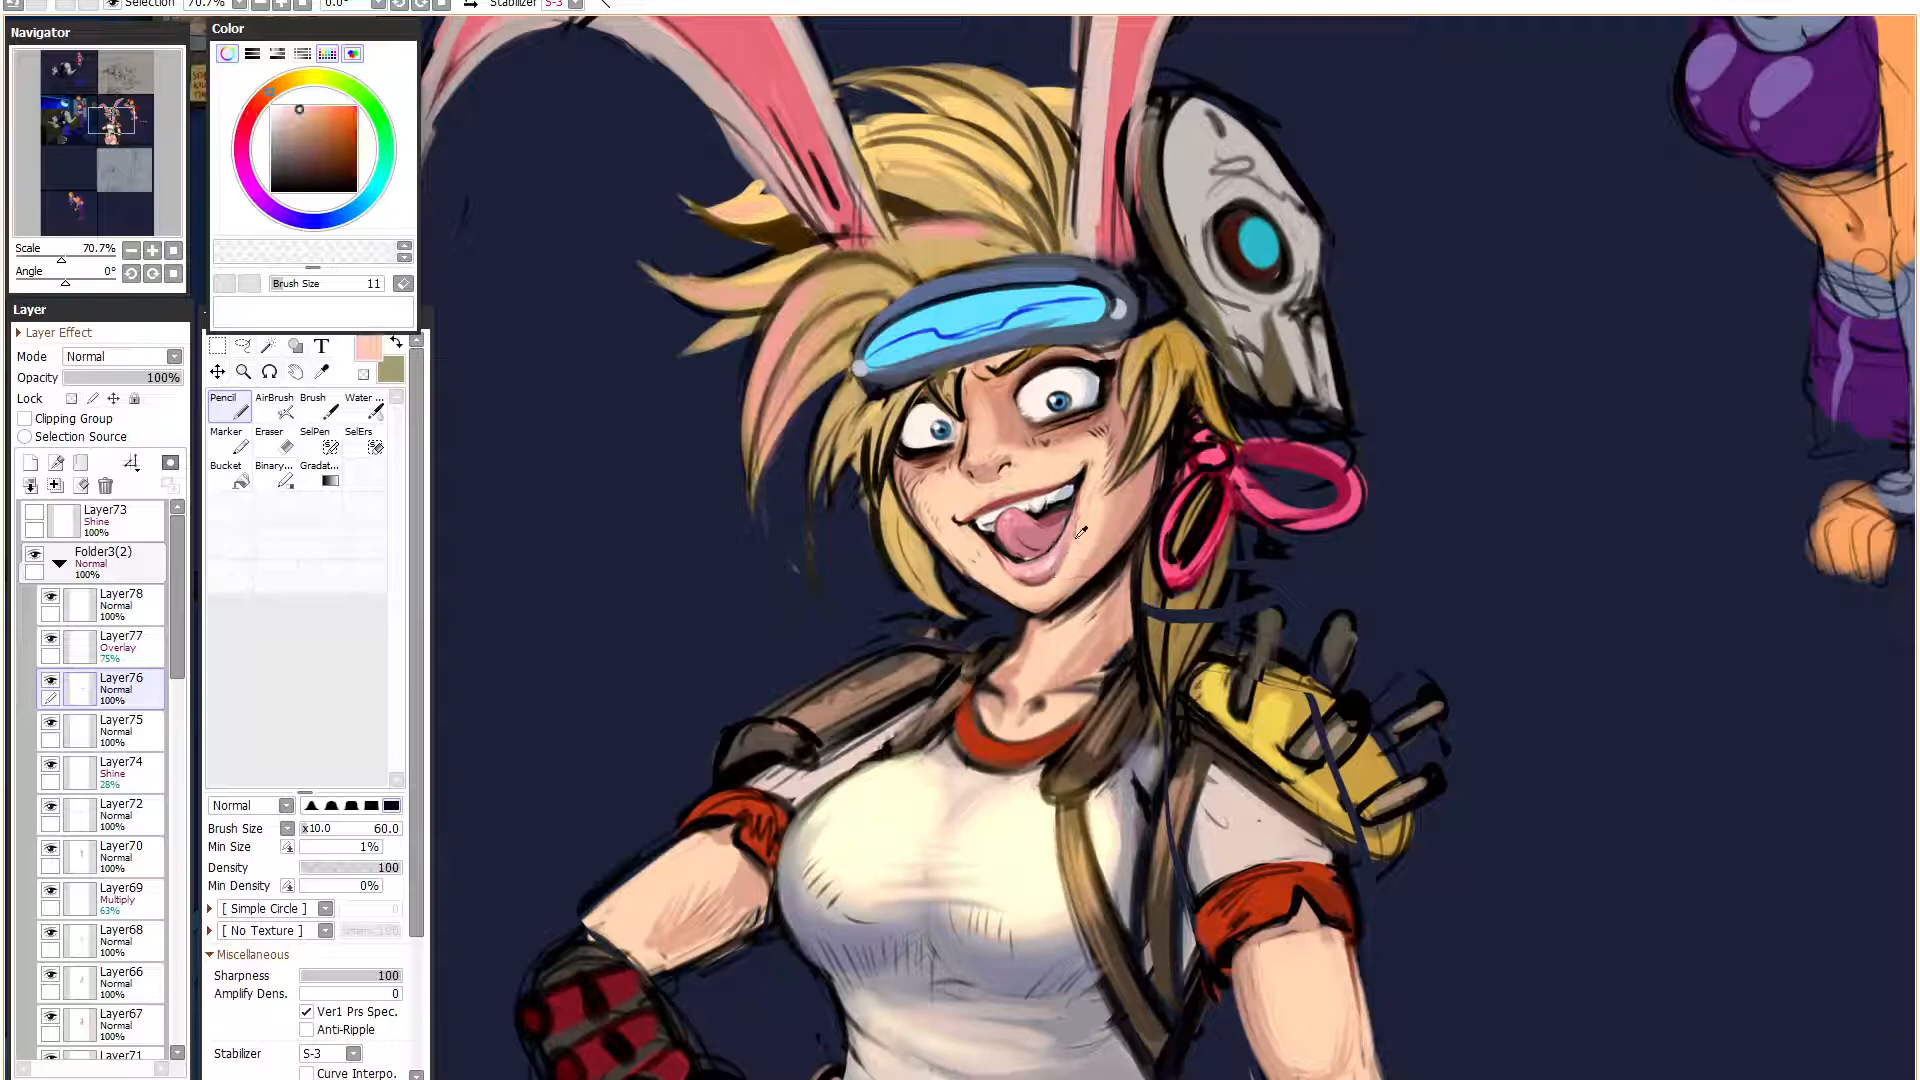 Selection
70.7%
0.0°
Stabilizer
S-3
Navigator
Color
Scale
70.7%
Angle
0°
Brush Size
11
Layer
Layer Effect
Mode
Normal
Opacity
100%
Lock
Clipping Group
Selection Source
T
Pencil
AirBrush
Brush
Water ...
Marker
Eraser
SelPen
SelErs
Bucket
Binary...
Gradat...
Layer73
Shine
100%
Folder3(2)
Normal
100%
Layer78
Normal
100%
Layer77
Overlay
75%
Layer76
Normal
100%
Layer75
Normal
100%
Layer74
Shine
28%
Layer72
Normal
100%
Layer70
Normal
100%
Layer69
Multiply
63%
Layer68
Normal
100%
Layer66
Normal
100%
Layer67
Normal
100%
Layer71
Normal
Brush Size
x10.0
60.0
Min Size
1%
Density
100
Min Density
0%
[ Simple Circle ]
0
[ No Texture ]
Miscellaneous
Sharpness
100
Amplify Dens.
0
Ver1 Prs Spec.
Anti-Ripple
Stabilizer
S-3
Curve Interpo.